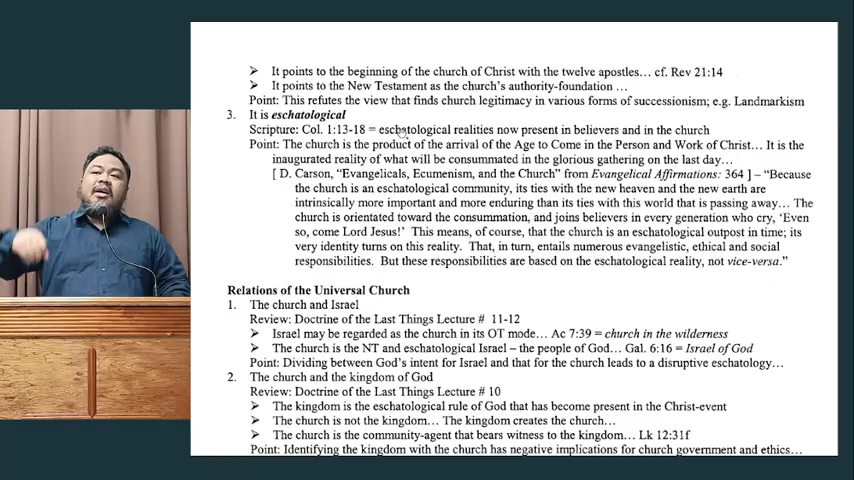 ➢ It points to the beginning of the church of Christ with the twelve apostles… cf. Rev 21:14
➢ It points to the New Testament as the church's authority-foundation …
Point: This refutes the view that finds church legitimacy in various forms of successionism; e.g. Landmarkism
3. It is eschatological
Scripture: Col. 1:13-18 = eschatological realities now present in believers and in the church
Point: The church is the product of the arrival of the Age to Come in the Person and Work of Christ… It is the
inaugurated reality of what will be consummated in the glorious gathering on the last day…
[ D. Carson, "Evangelicals, Ecumenism, and the Church" from Evangelical Affirmations: 364 ] – "Because
the church is an eschatological community, its ties with the new heaven and the new earth are
intrinsically more important and more enduring than its ties with this world that is passing away… The
church is orientated toward the consummation, and joins believers in every generation who cry, 'Even
so, come Lord Jesus!' This means, of course, that the church is an eschatological outpost in time; its
very identity turns on this reality. That, in turn, entails numerous evangelistic, ethical and social
responsibilities. But these responsibilities are based on the eschatological reality, not vice-versa."
Relations of the Universal Church
1. The church and Israel
Review: Doctrine of the Last Things Lecture # 11-12
➢ Israel may be regarded as the church in its OT mode… Ac 7:39 = church in the wilderness
➢ The church is the NT and eschatological Israel – the people of God… Gal. 6:16 = Israel of God
Point: Dividing between God's intent for Israel and that for the church leads to a disruptive eschatology…
2. The church and the kingdom of God
Review: Doctrine of the Last Things Lecture # 10
➢ The kingdom is the eschatological rule of God that has become present in the Christ-event
➢ The church is not the kingdom… The kingdom creates the church…
➢ The church is the community-agent that bears witness to the kingdom… Lk 12:31f
Point: Identifying the kingdom with the church has negative implications for church government and ethics…